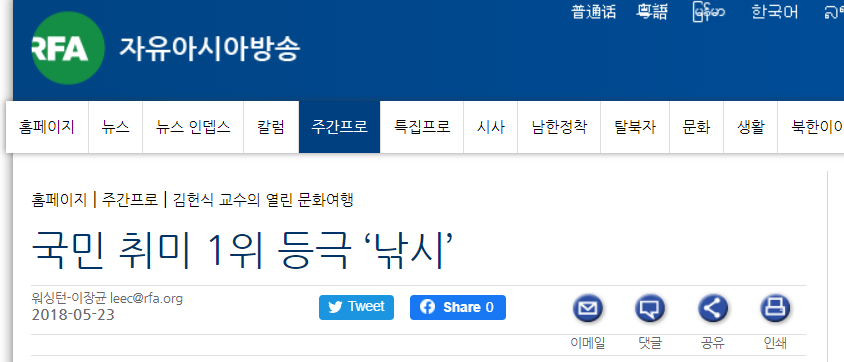 普通话 粵語 မြန်မာ 한국어
RFA 자유아시아방송
홈페이지 뉴스 뉴스 인뎁스 칼럼 주간프로 특집프로 시사 남한정착 탈북자 문화 생활 북한이
홈페이지 | 주간프로 | 김헌식 교수의 열린 문화여행
국민 취미 1위 등극 ‘낚시’
워싱턴-이장균 leec@rfa.org
2018-05-23
Tweet Share 0
이메일 댓글 공유 인쇄